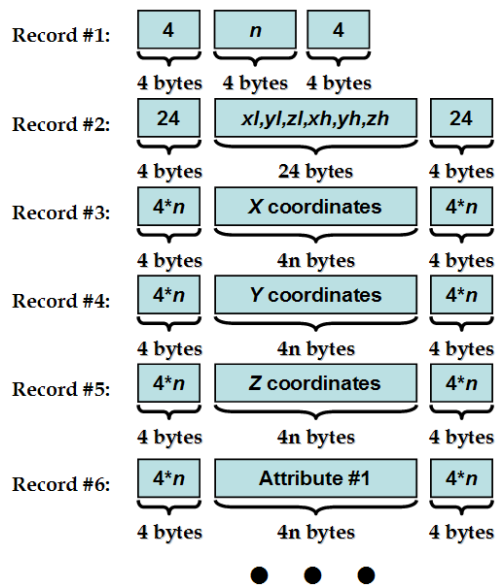 Record #1: 4 n 4
4 bytes 4 bytes 4 bytes
Record #2: 24 xl,yl,zl,xh,yh,zh 24
4 bytes 24 bytes 4 bytes
Record #3: 4*n X coordinates 4*n
4 bytes 4n bytes 4 bytes
Record #4: 4*n Y coordinates 4*n
4 bytes 4n bytes 4 bytes
Record #5: 4*n Z coordinates 4*n
4 bytes 4n bytes 4 bytes
Record #6: 4*n Attribute #1 4*n
4 bytes 4n bytes 4 bytes
● ● ●